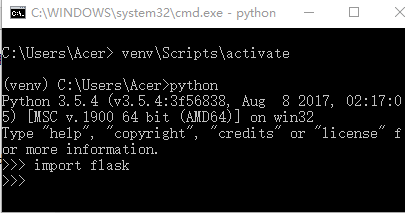 C:\WINDOWS\system32\cmd.exe - python
C:\Users\Acer> venv\Scripts\activate
(venv) C:\Users\Acer>python
Python 3.5.4 (v3.5.4:3f56838, Aug  8 2017, 02:17:0
5) [MSC v.1900 64 bit (AMD64)] on win32
Type "help", "copyright", "credits" or "license" f
or more information.
>>> import flask
>>>